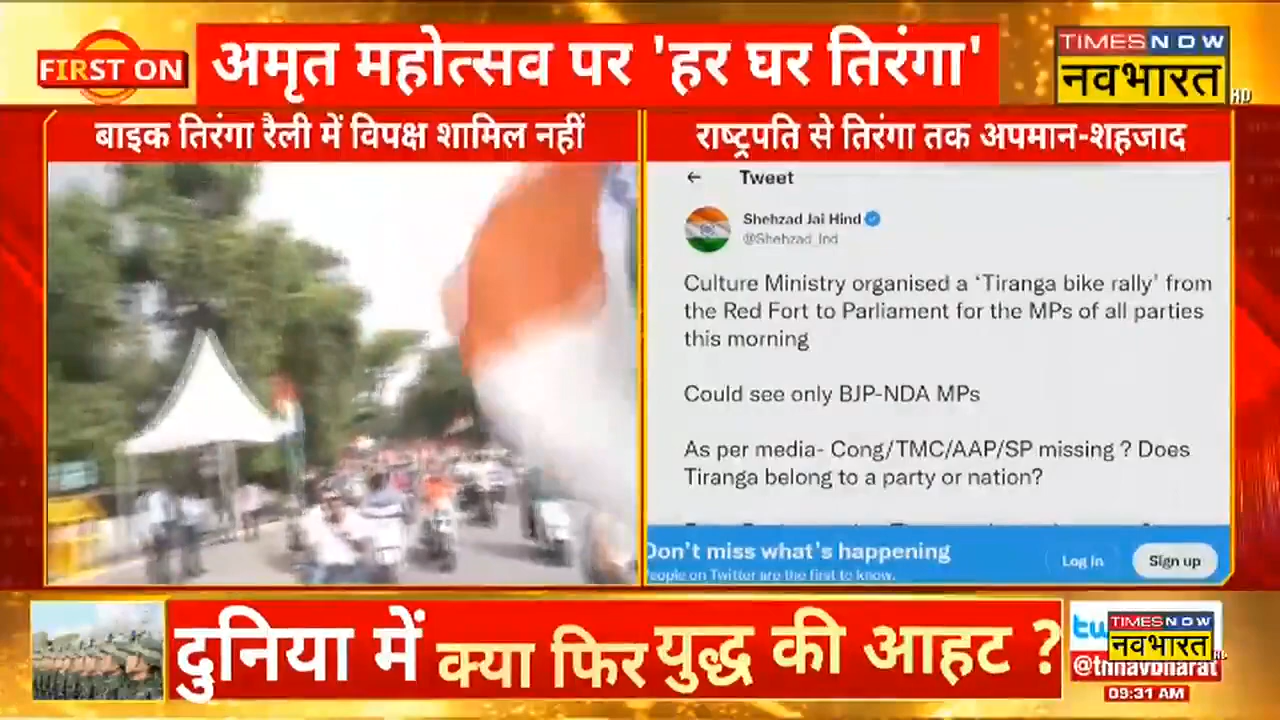 FIRST ON
अमृत महोत्सव पर 'हर घर तिरंगा'
TIMES NOW
नवभारत
HD
बाइक तिरंगा रैली में विपक्ष शामिल नहीं
राष्ट्रपति से तिरंगा तक अपमान-शहजाद
← Tweet
Shehzad Jai Hind
@Shehzad_Ind
Culture Ministry organised a ‘Tiranga bike rally’ from
the Red Fort to Parliament for the MPs of all parties
this morning
Could see only BJP-NDA MPs
As per media- Cong/TMC/AAP/SP missing ? Does
Tiranga belong to a party or nation?
Don’t miss what’s happening
People on Twitter are the first to know.
Log in
Sign up
दुनिया में क्या फिर युद्ध की आहट ?
TIMES NOW
नवभारत
@tnnavbharat
09:31 AM